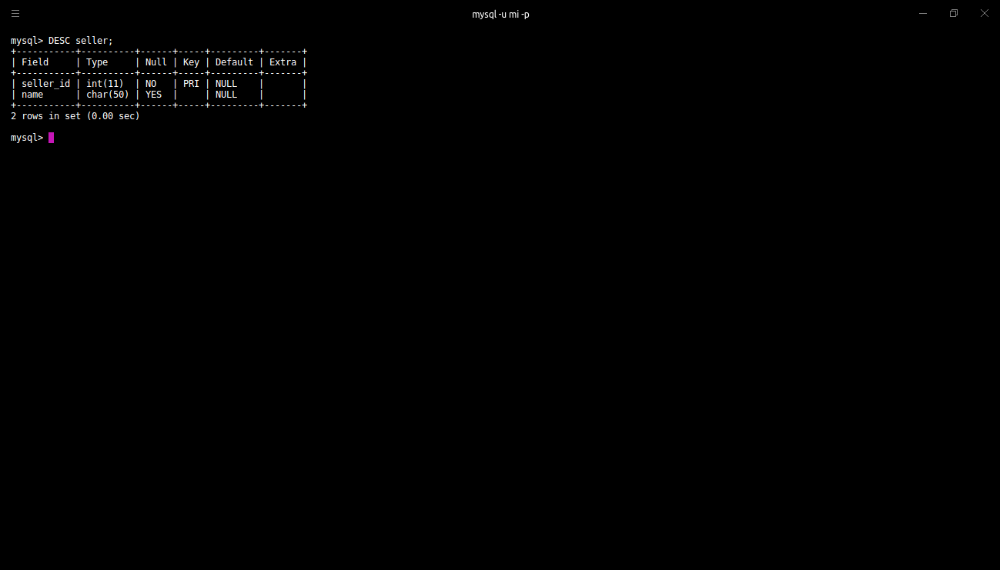 mysql -u mi -p
mysql> DESC seller;
+-----------+----------+------+-----+---------+-------+
| Field     | Type     | Null | Key | Default | Extra |
+-----------+----------+------+-----+---------+-------+
| seller_id | int(11)  | NO   | PRI | NULL    |       |
| name      | char(50) | YES  |     | NULL    |       |
+-----------+----------+------+-----+---------+-------+
2 rows in set (0.00 sec)
mysql>